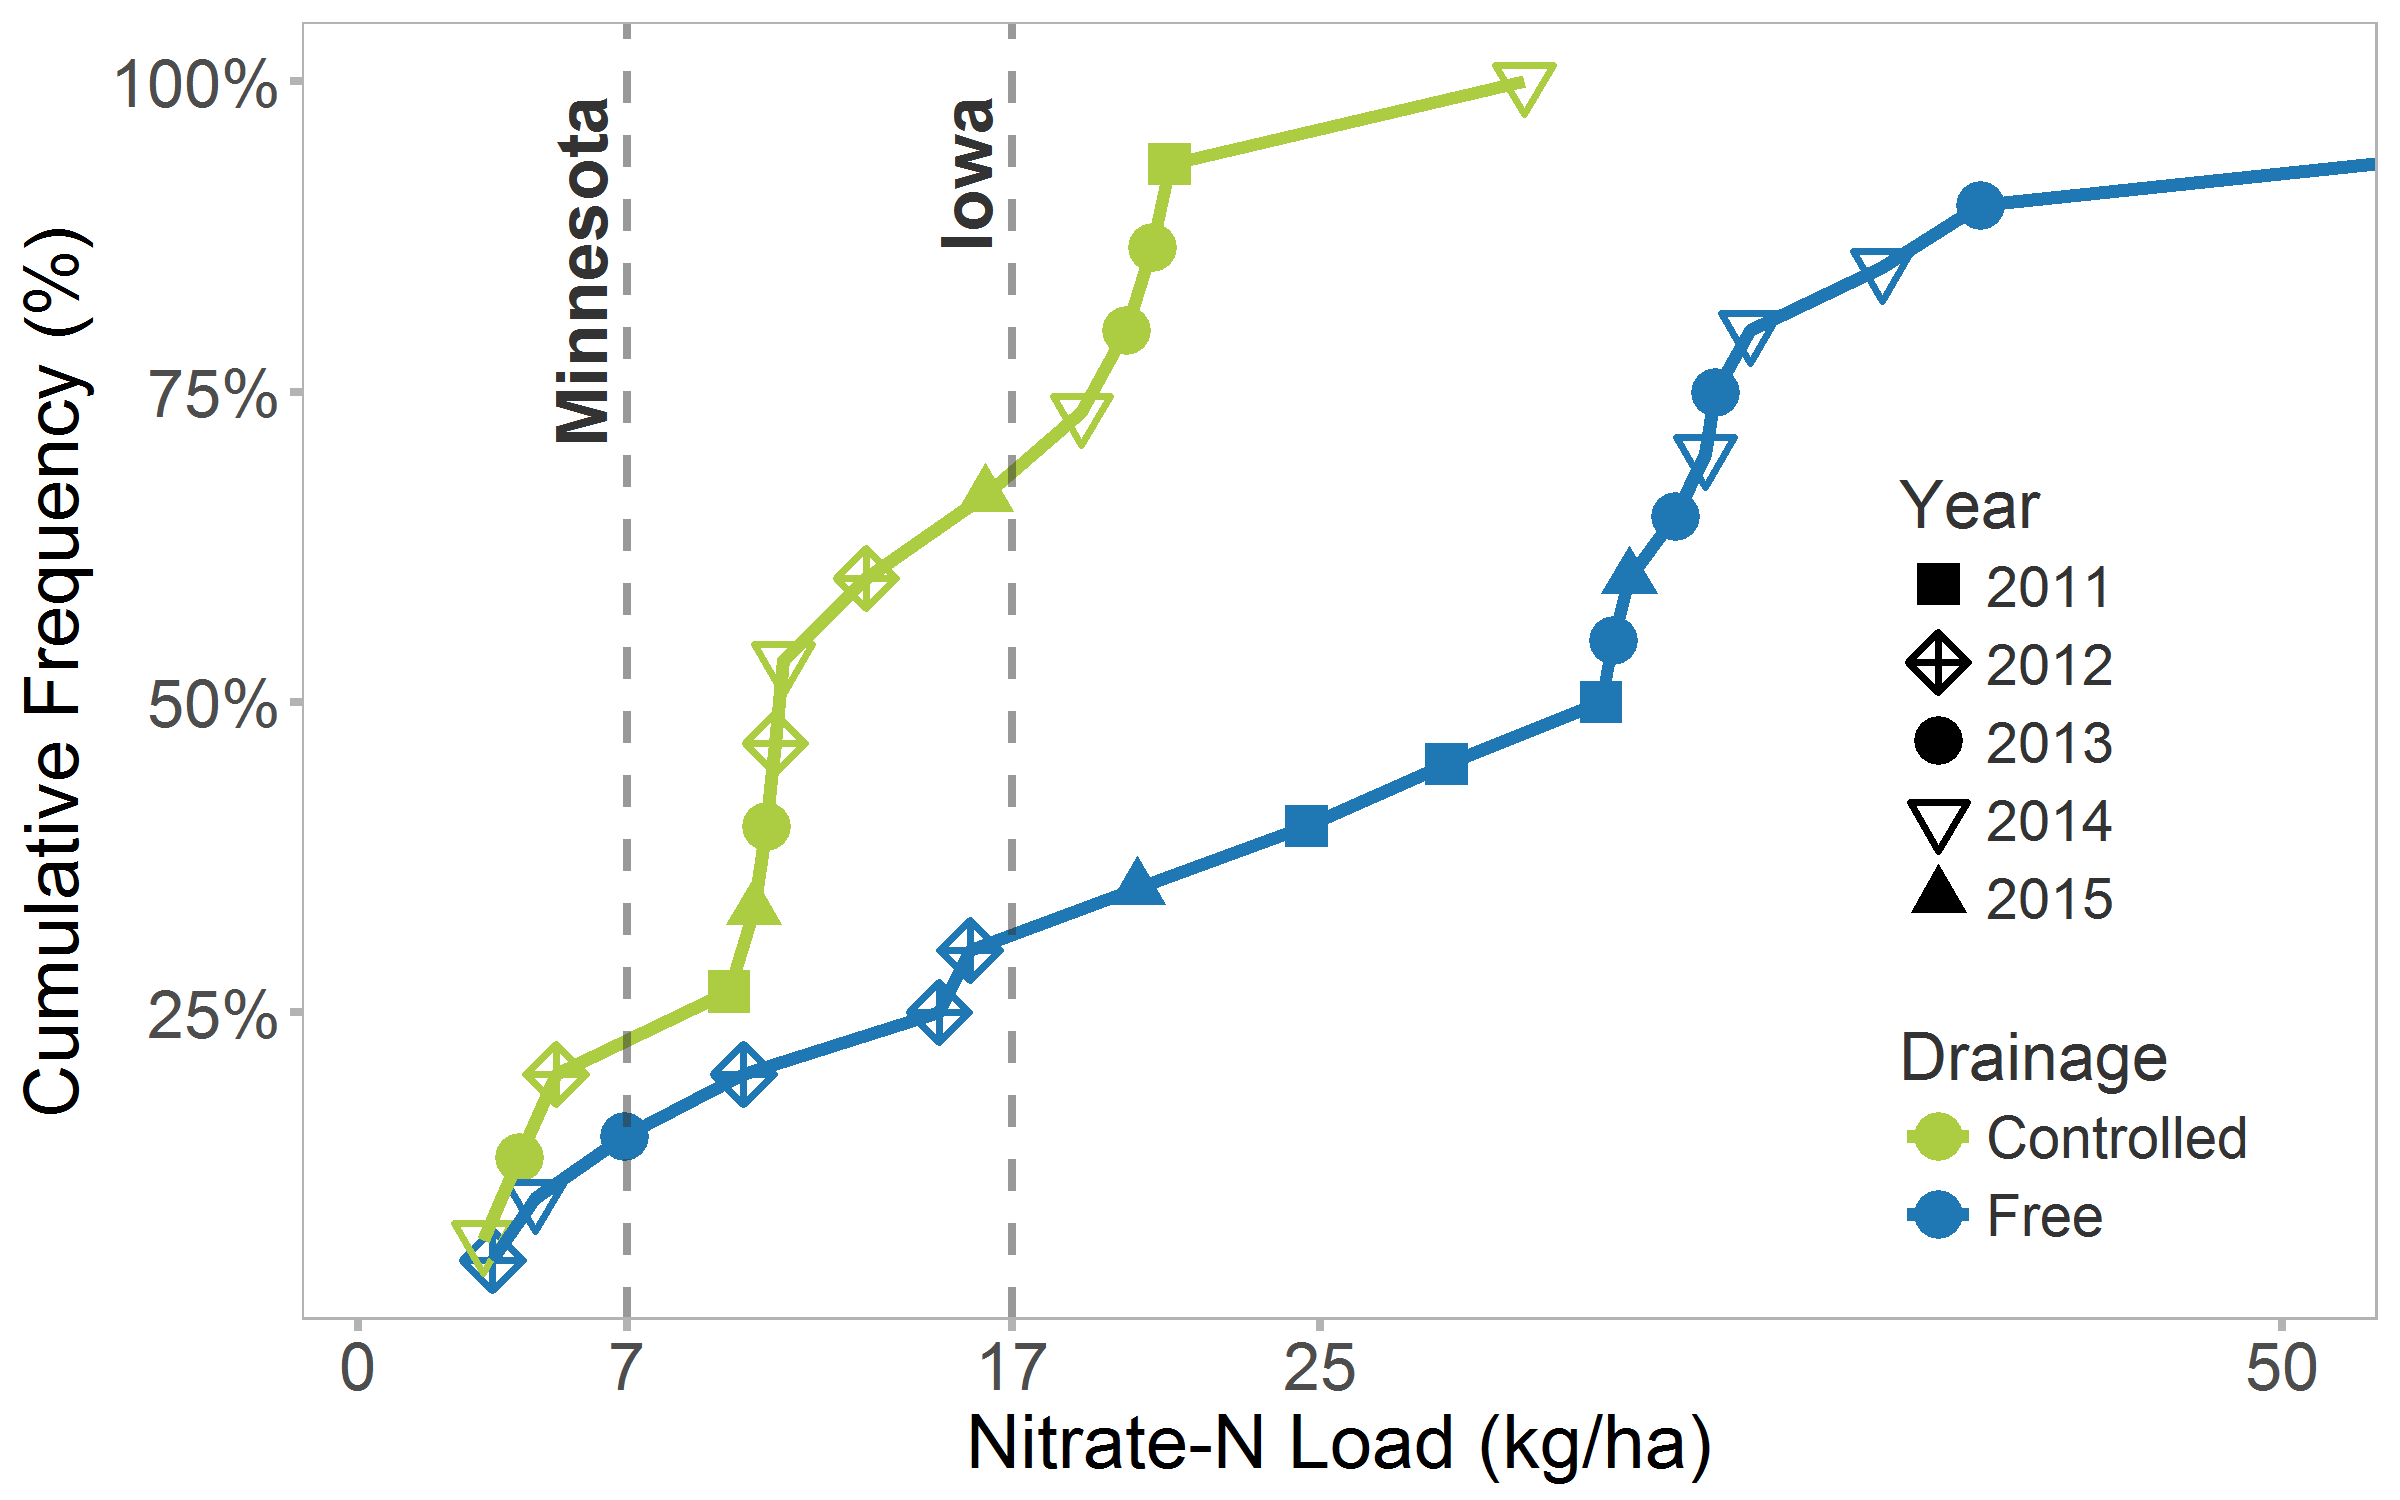 Cumulative Frequency (%)
100%
75%
50%
25%
Minnesota
Iowa
Year
2011
2012
2013
2014
2015
Drainage
Controlled
Free
0
7
17
25
50
Nitrate-N Load (kg/ha)